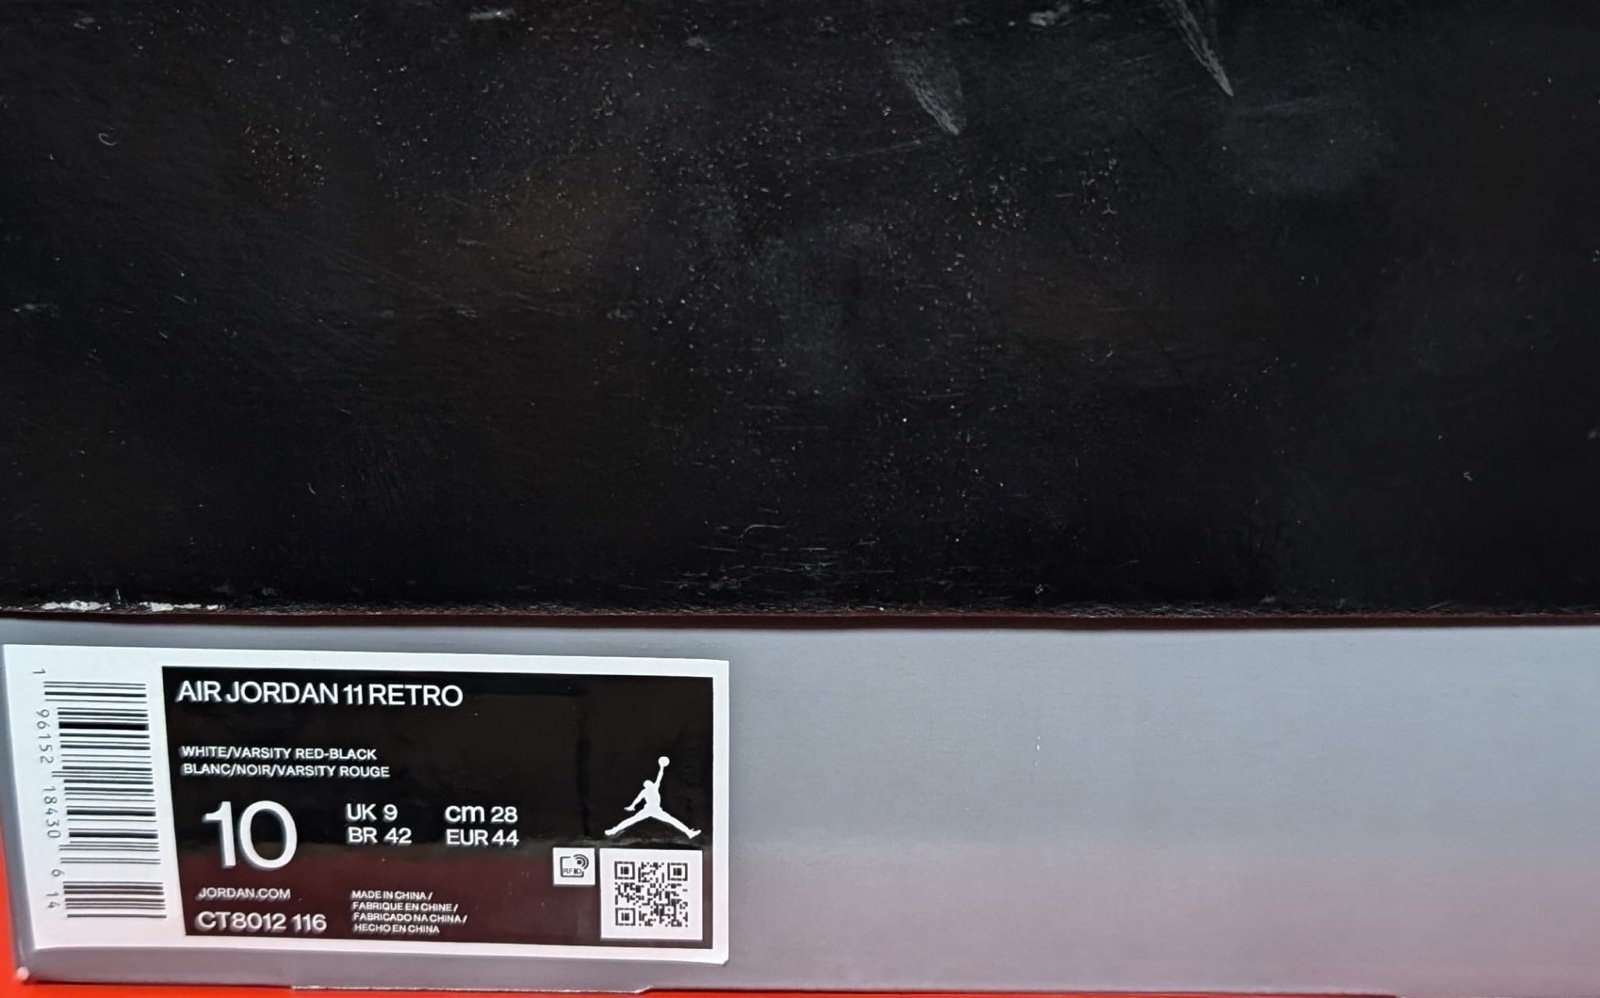 AIR JORDAN 11 RETRO
WHITE/VARSITY RED-BLACK
BLANC/NOIR/VARSITY ROUGE
10
UK 9 cm 28
BR 42 EUR 44
RFID
JORDAN.COM
CT8012 116
MADE IN CHINA /
FABRIQUE EN CHINE /
FABRICADO NA CHINA /
HECHO EN CHINA
1 96152 18430 6 14